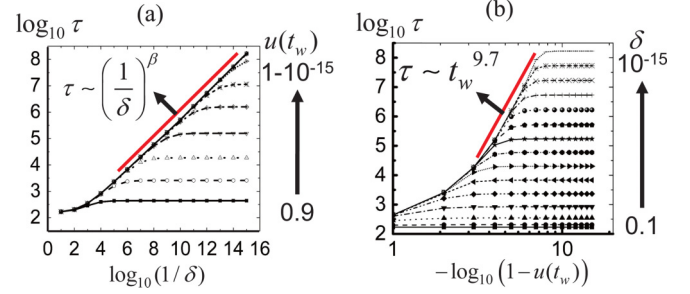 (a)
log₁₀ τ
u(t_w)
8
7
6
5
4
3
2
τ ~ (1/δ)^β
1-10⁻¹⁵
0.9
0 2 4 6 8 10 12 14 16
log₁₀(1/δ)
(b)
log₁₀ τ
δ
8
7
6
5
4
3
2
τ ~ t_w^9.7
10⁻¹⁵
0.1
1 10
−log₁₀(1−u(t_w))